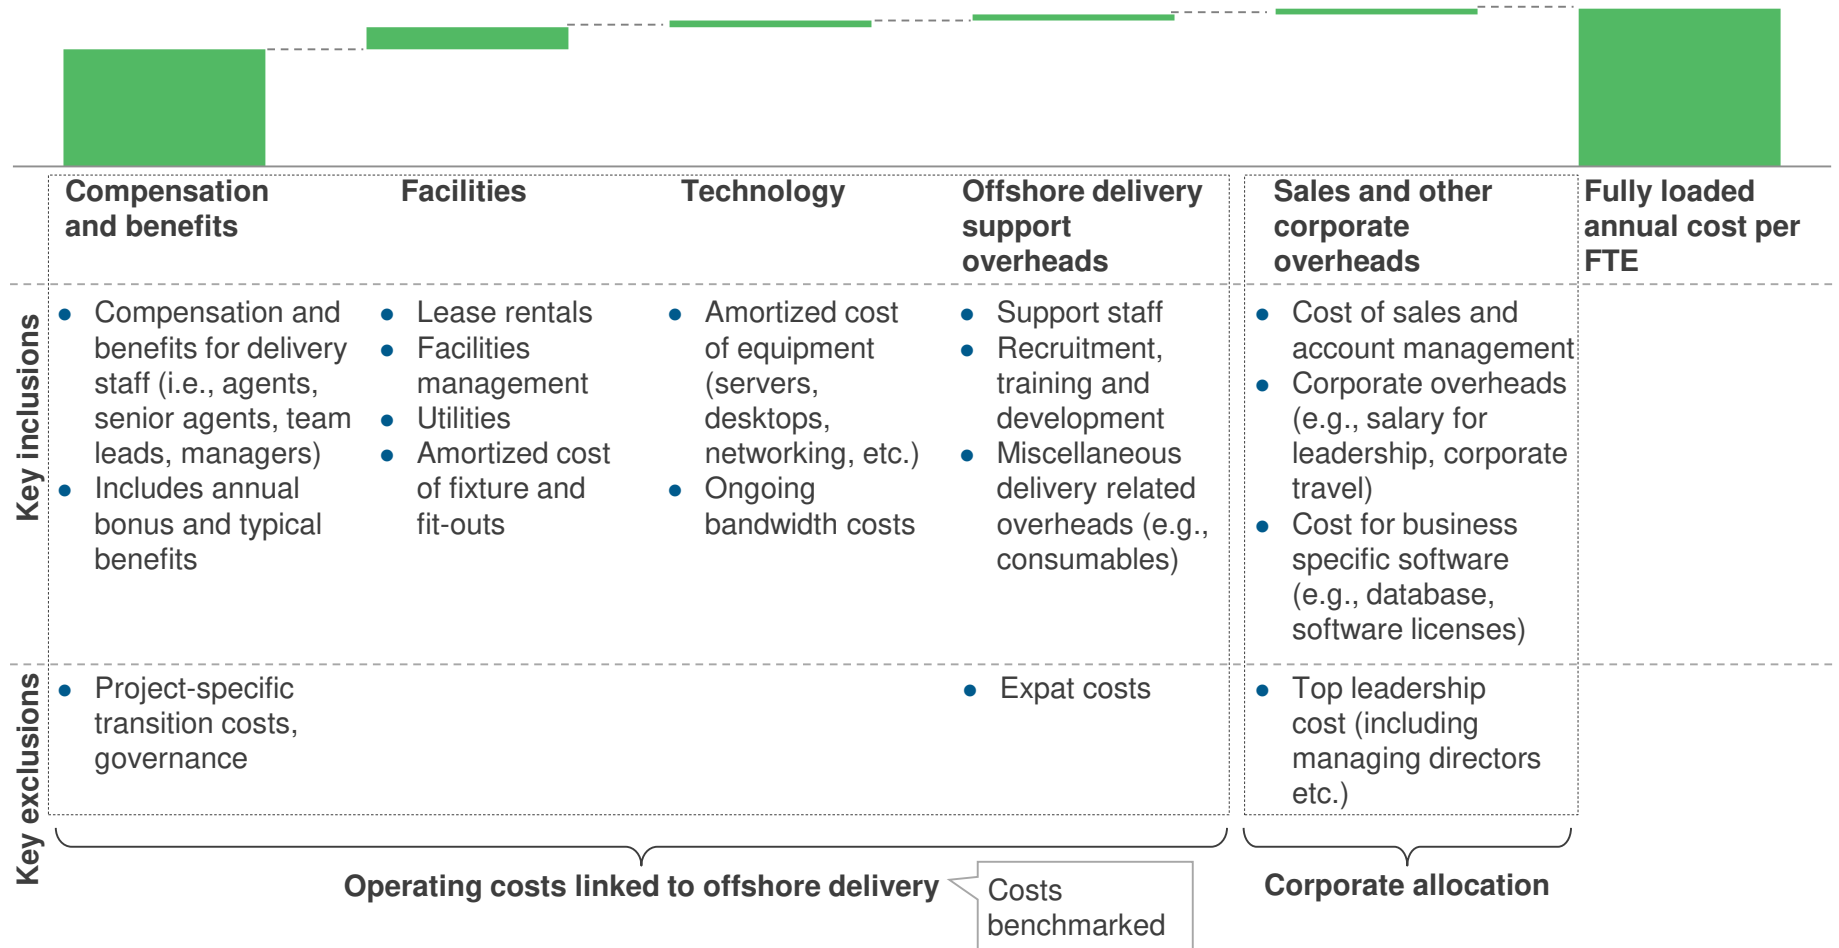 Compensation
and benefits
Facilities
Technology
Offshore delivery
support
overheads
Sales and other
corporate
overheads
Fully loaded
annual cost per
FTE
Key inclusions
● Compensation and
benefits for delivery
staff (i.e., agents,
senior agents, team
leads, managers)
● Includes annual
bonus and typical
benefits
● Lease rentals
● Facilities
management
● Utilities
● Amortized cost
of fixture and
fit-outs
● Amortized cost
of equipment
(servers,
desktops,
networking, etc.)
● Ongoing
bandwidth costs
● Support staff
● Recruitment,
training and
development
● Miscellaneous
delivery related
overheads (e.g.,
consumables)
● Cost of sales and
account management
● Corporate overheads
(e.g., salary for
leadership, corporate
travel)
● Cost for business
specific software
(e.g., database,
software licenses)
Key exclusions
● Project-specific
transition costs,
governance
● Expat costs
● Top leadership
cost (including
managing directors
etc.)
Operating costs linked to offshore delivery
Costs
benchmarked
Corporate allocation